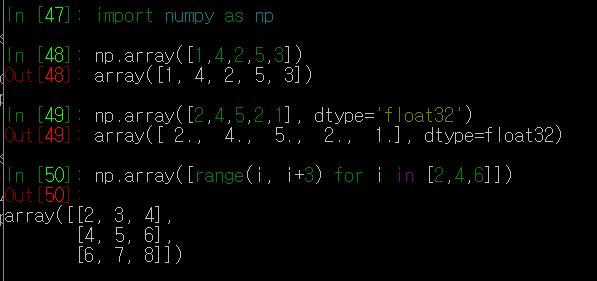 In [47]: import numpy as np
In [48]: np.array([1,4,2,5,3])
Out[48]: array([1, 4, 2, 5, 3])
In [49]: np.array([2,4,5,2,1], dtype='float32')
Out[49]: array([ 2.,  4.,  5.,  2.,  1.], dtype=float32)
In [50]: np.array([range(i, i+3) for i in [2,4,6]])
Out[50]:
array([[2, 3, 4],
       [4, 5, 6],
       [6, 7, 8]])